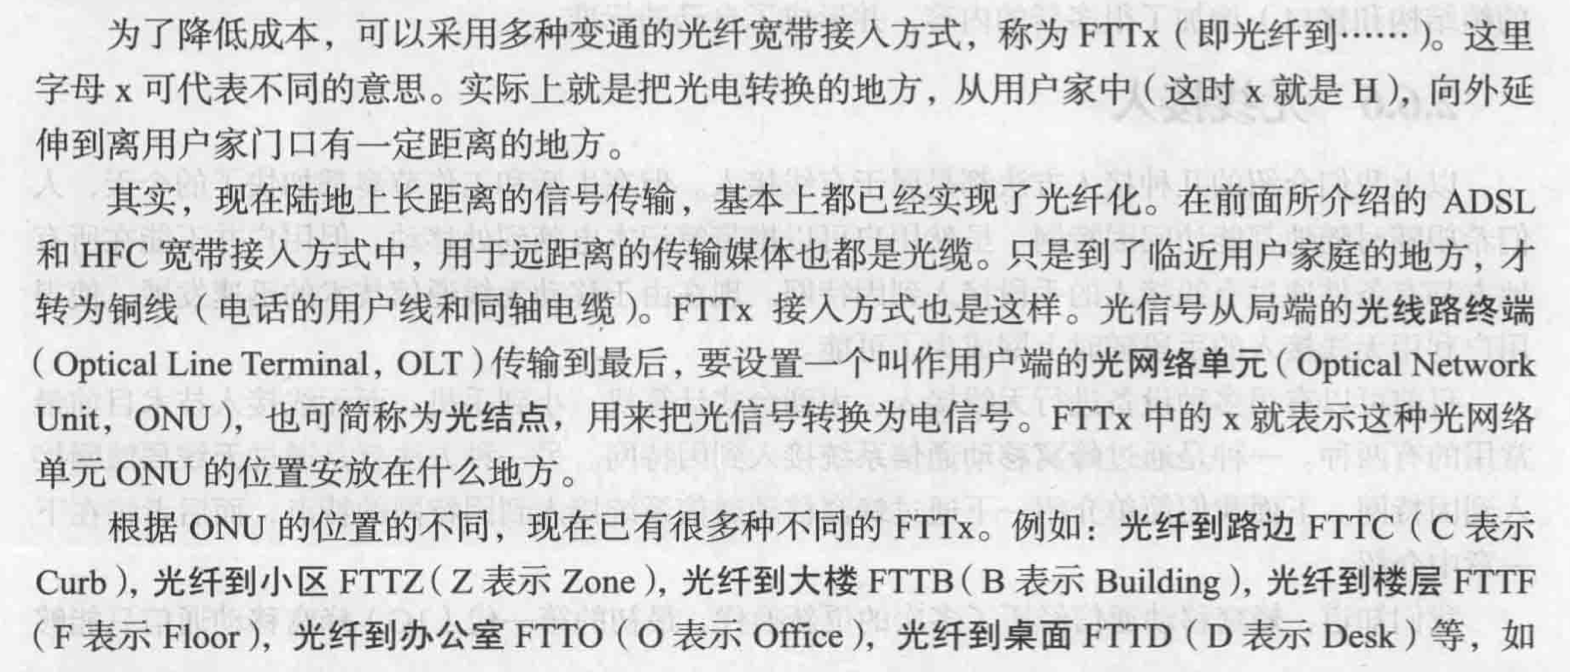 为了降低成本，可以采用多种变通的光纤宽带接入方式，称为 FTTx（即光纤到……）。这里
字母 x 可代表不同的意思。实际上就是把光电转换的地方，从用户家中（这时 x 就是 H），向外延
伸到离用户家门口有一定距离的地方。
其实，现在陆地上长距离的信号传输，基本上都已经实现了光纤化。在前面所介绍的 ADSL
和 HFC 宽带接入方式中，用于远距离的传输媒体也都是光缆。只是到了临近用户家庭的地方，才
转为铜线（电话的用户线和同轴电缆）。FTTx 接入方式也是这样。光信号从局端的光线路终端
（Optical Line Terminal，OLT）传输到最后，要设置一个叫作用户端的光网络单元（Optical Network
Unit，ONU），也可简称为光结点，用来把光信号转换为电信号。FTTx 中的 x 就表示这种光网络
单元 ONU 的位置安放在什么地方。
根据 ONU 的位置的不同，现在已有很多种不同的 FTTx。例如：光纤到路边 FTTC（C 表示
Curb），光纤到小区 FTTZ（Z 表示 Zone），光纤到大楼 FTTB（B 表示 Building），光纤到楼层 FTTF
（F 表示 Floor），光纤到办公室 FTTO（O 表示 Office），光纤到桌面 FTTD（D 表示 Desk）等，如